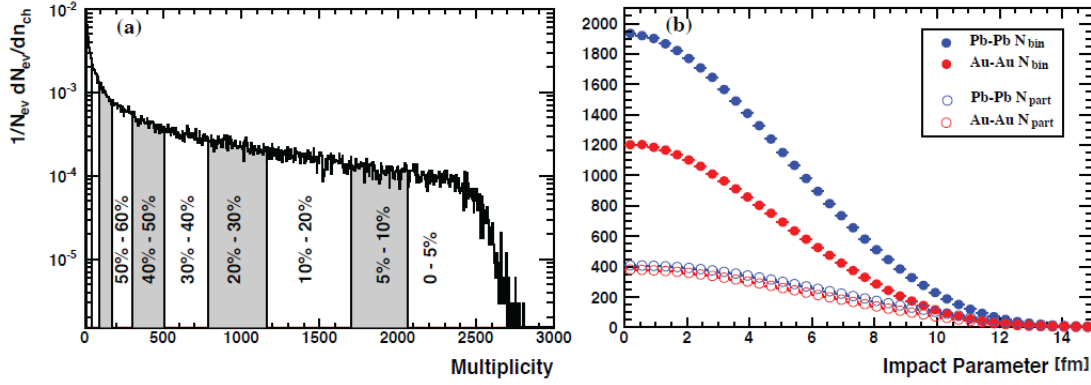 (a)
1/N_ev dN_ev/dn_ch
10^-2
10^-3
10^-4
10^-5
50% - 60%
40% - 50%
30% - 40%
20% - 30%
10% - 20%
5% - 10%
0 - 5%
0 500 1000 1500 2000 2500 3000
Multiplicity
(b)
2000
1800
1600
1400
1200
1000
800
600
400
200
0
Pb-Pb N_bin
Au-Au N_bin
Pb-Pb N_part
Au-Au N_part
0 2 4 6 8 10 12 14
Impact Parameter [fm]